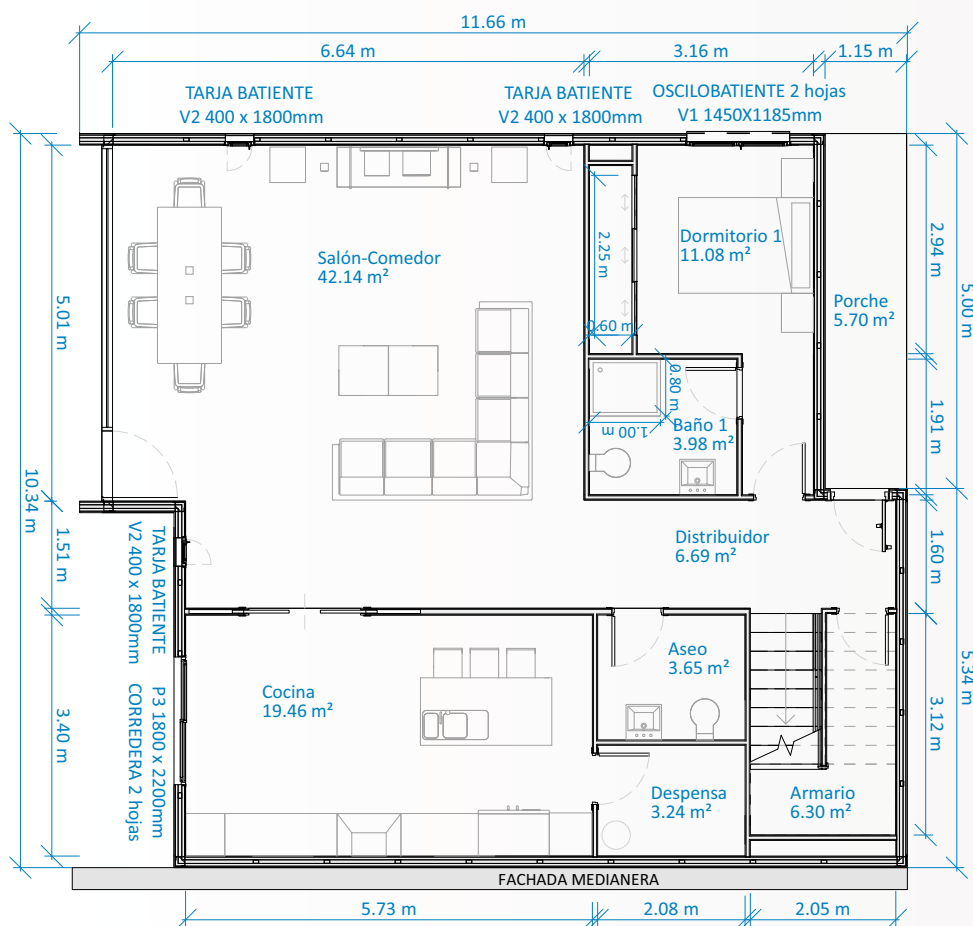 11.66 m
6.64 m
3.16 m
1.15 m
TARJA BATIENTE
V2 400 x 1800mm
TARJA BATIENTE
V2 400 x 1800mm
OSCILOBATIENTE 2 hojas
V1 1450X1185mm
5.01 m
Salón-Comedor
42.14 m²
2.25 m
0.60 m
Dormitorio 1
11.08 m²
Porche
5.70 m²
2.94 m
5.00 m
0.80 m
1.00 m
Baño 1
3.98 m²
1.91 m
10.34 m
1.51 m
TARJA BATIENTE
V2 400 x 1800mm
Distribuidor
6.69 m²
1.60 m
5.34 m
3.40 m
P3 1800 x 2200mm
CORREDERA 2 hojas
Cocina
19.46 m²
Aseo
3.65 m²
3.12 m
Despensa
3.24 m²
Armario
6.30 m²
FACHADA MEDIANERA
5.73 m
2.08 m
2.05 m